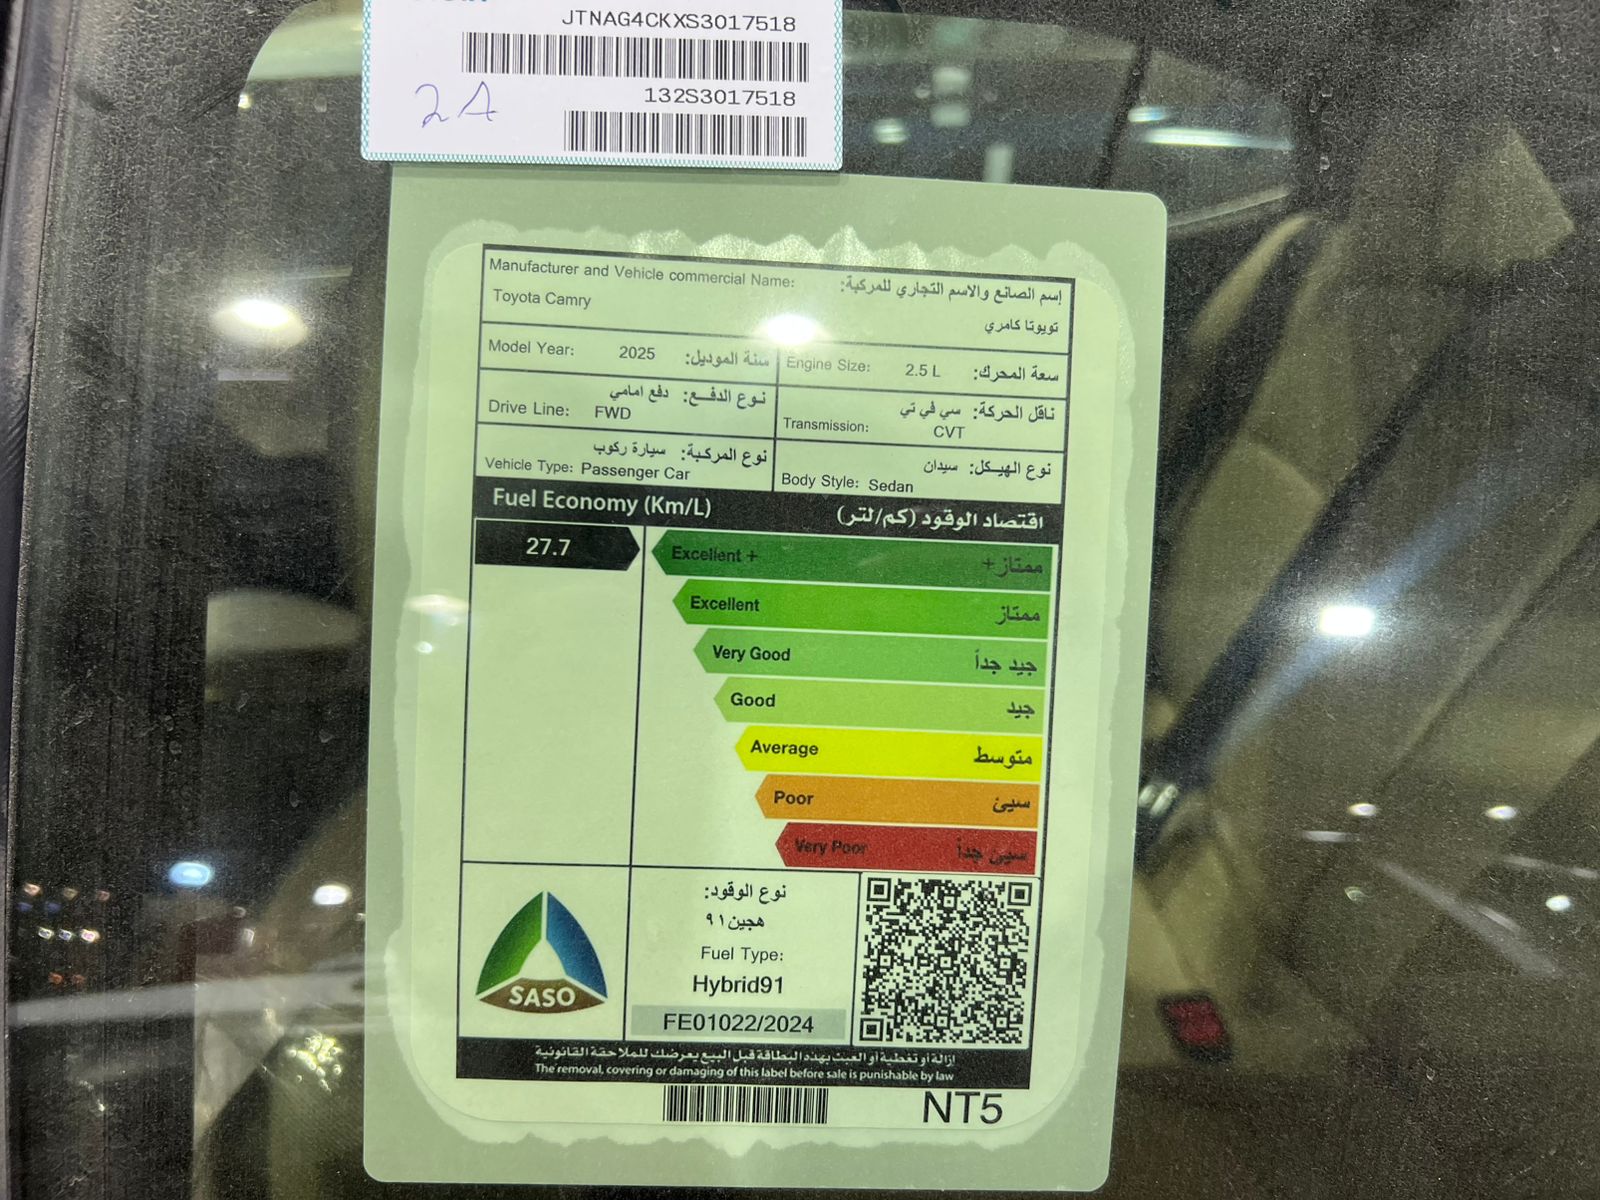 JTNAG4CKXS3017518
132S3017518
2A
Manufacturer and Vehicle commercial Name: إسم الصانع والاسم التجاري للمركبة:
Toyota Camry تويوتا كامري
Model Year: 2025 سنة الموديل:
Engine Size: 2.5 L سعة المحرك:
نوع الدفع: دفع امامي
Drive Line: FWD
ناقل الحركة: سي في تي
Transmission: CVT
نوع المركبة: سيارة ركوب
Vehicle Type: Passenger Car
نوع الهيكل: سيدان
Body Style: Sedan
Fuel Economy (Km/L) اقتصاد الوقود (كم/لتر)
27.7
Excellent + ممتاز+
Excellent ممتاز
Very Good جيد جداً
Good جيد
Average متوسط
Poor سيئ
Very Poor سيئ جداً
SASO
نوع الوقود:
هجين٩١
Fuel Type:
Hybrid91
FE01022/2024
إزالة أو تغطية أو العبث بهذه البطاقة قبل البيع يعرضك للملاحقة القانونية
The removal, covering or damaging of this label before sale is punishable by law
NT5